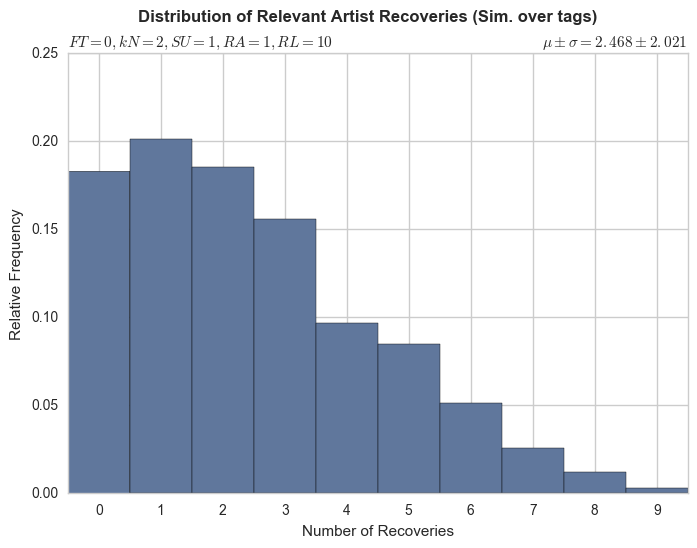 Distribution of Relevant Artist Recoveries (Sim. over tags)
FT = 0, kN = 2, SU = 1, RA = 1, RL = 10
μ ± σ = 2.468 ± 2.021
0.25
0.20
0.15
0.10
0.05
0.00
Relative Frequency
0 1 2 3 4 5 6 7 8 9
Number of Recoveries